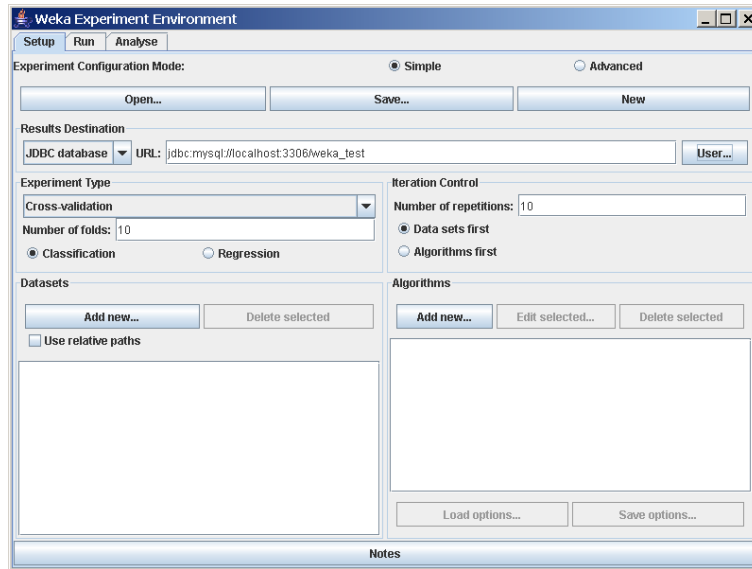 Weka Experiment Environment
Setup Run Analyse
Experiment Configuration Mode: Simple Advanced
Open... Save... New
Results Destination
JDBC database URL: jdbc:mysql://localhost:3306/weka_test User...
Experiment Type Iteration Control
Cross-validation Number of repetitions: 10
Number of folds: 10 Data sets first
Classification Regression Algorithms first
Datasets Algorithms
Add new... Delete selected Add new... Edit selected... Delete selected
Use relative paths
Load options... Save options...
Notes